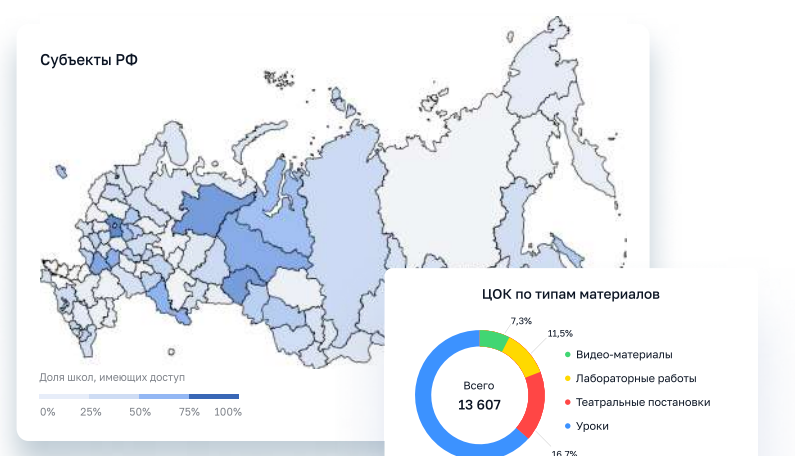 Субъекты РФ
Доля школ, имеющих доступ
0% 25% 50% 75% 100%
ЦОК по типам материалов
7,3%
11,5%
Всего
13 607
Видео-материалы
Лабораторные работы
Театральные постановки
Уроки
16,7%